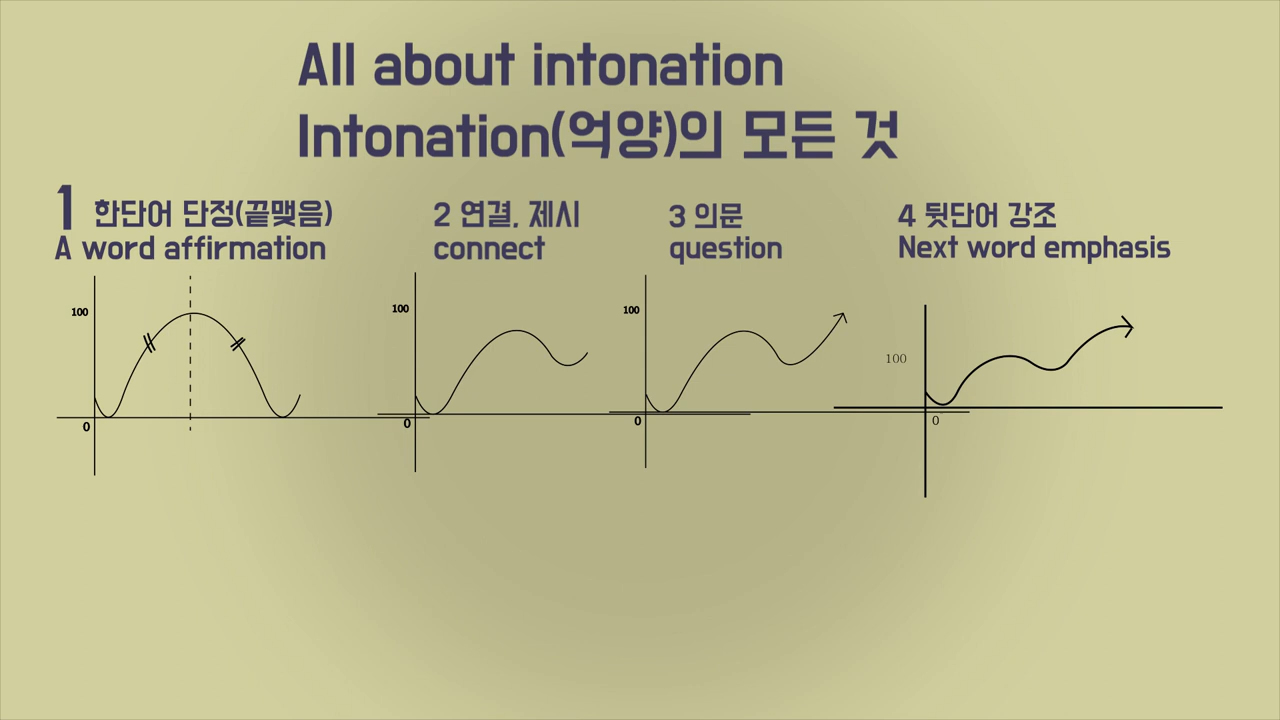 All about intonation
Intonation(억양)의 모든 것
1 한단어 단정(끝맺음)
A word affirmation
2 연결, 제시
connect
3 의문
question
4 뒷단어 강조
Next word emphasis
100
0
100
0
100
0
100
0